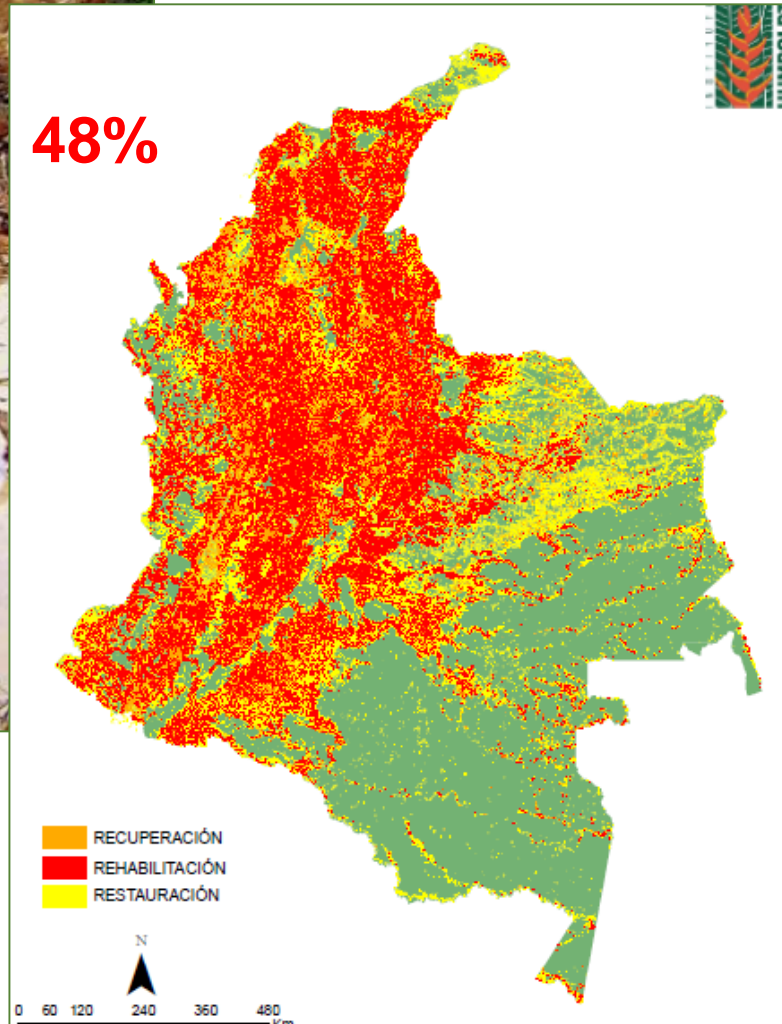 48%
RECUPERACIÓN
REHABILITACIÓN
RESTAURACIÓN
N
0 60 120 240 360 480
Km